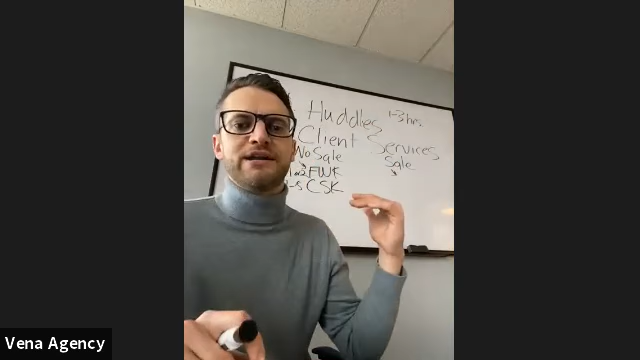 Huddles 1-3 hrs
Client Services
No Sale Sale
FWK
CSK
Vena Agency